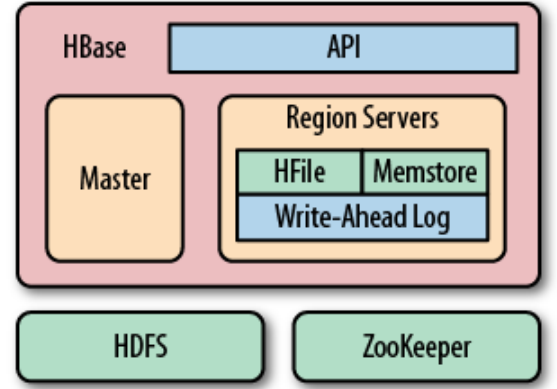 HBase
API
Master
Region Servers
HFile
Memstore
Write-Ahead Log
HDFS
ZooKeeper